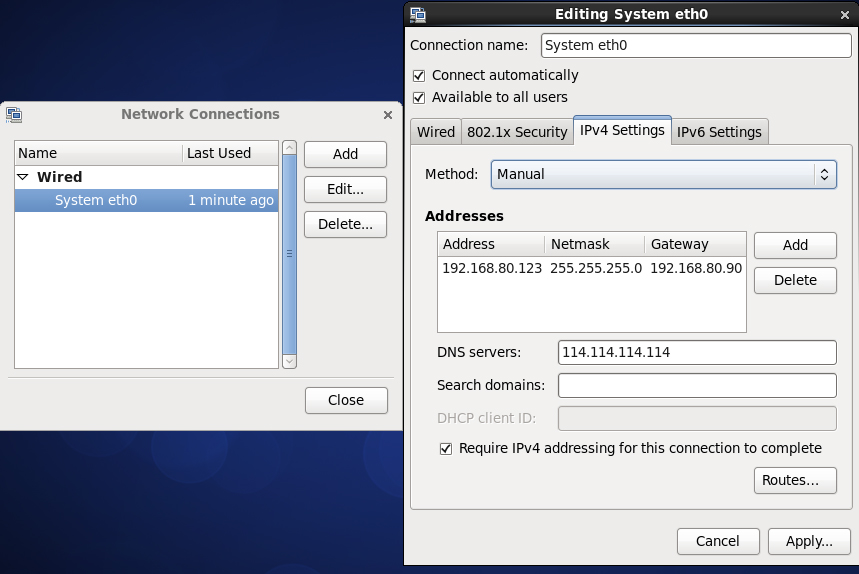 Network Connections
Name Last Used
Wired
System eth0 1 minute ago
Add
Edit...
Delete...
Close
Editing System eth0
Connection name: System eth0
Connect automatically
Available to all users
Wired 802.1x Security IPv4 Settings IPv6 Settings
Method: Manual
Addresses
Address Netmask Gateway
192.168.80.123 255.255.255.0 192.168.80.90
Add
Delete
DNS servers: 114.114.114.114
Search domains:
DHCP client ID:
Require IPv4 addressing for this connection to complete
Routes...
Cancel Apply...